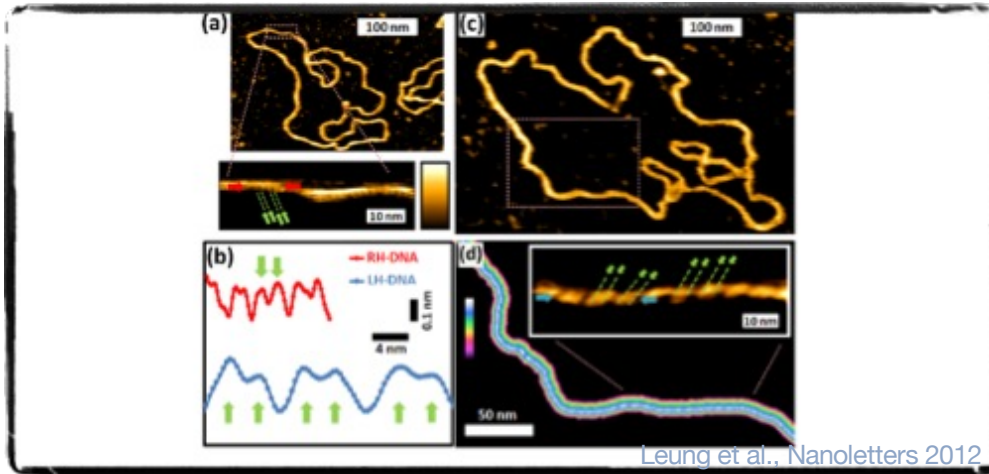 (a)
100 nm
10 nm
(c)
100 nm
(b)
RH-DNA
LH-DNA
0.1 nm
4 nm
(d)
10 nm
50 nm
Leung et al., Nanoletters 2012